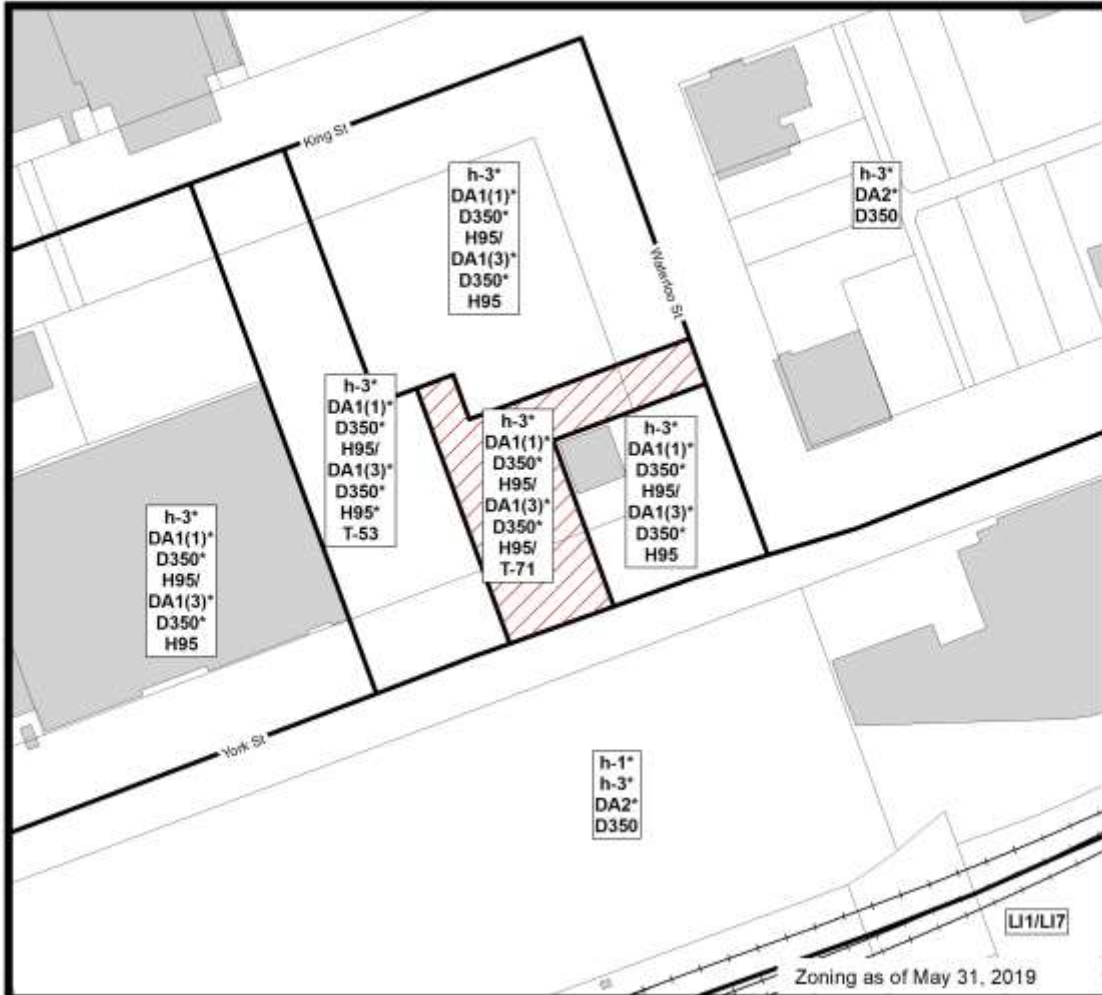 King St
h-3*
DA1(1)*
D350*
H95/
DA1(3)*
D350*
H95
h-3*
DA2*
D350
Waterloo St
h-3*
DA1(1)*
D350*
H95/
DA1(3)*
D350*
H95*
T-53
h-3*
DA1(1)*
D350*
H95/
DA1(3)*
D350*
H95/
T-71
h-3*
DA1(1)*
D350*
H95/
DA1(3)*
D350*
H95
h-3*
DA1(1)*
D350*
H95/
DA1(3)*
D350*
H95
York St
h-1*
h-3*
DA2*
D350
LI1/LI7
Zoning as of May 31, 2019